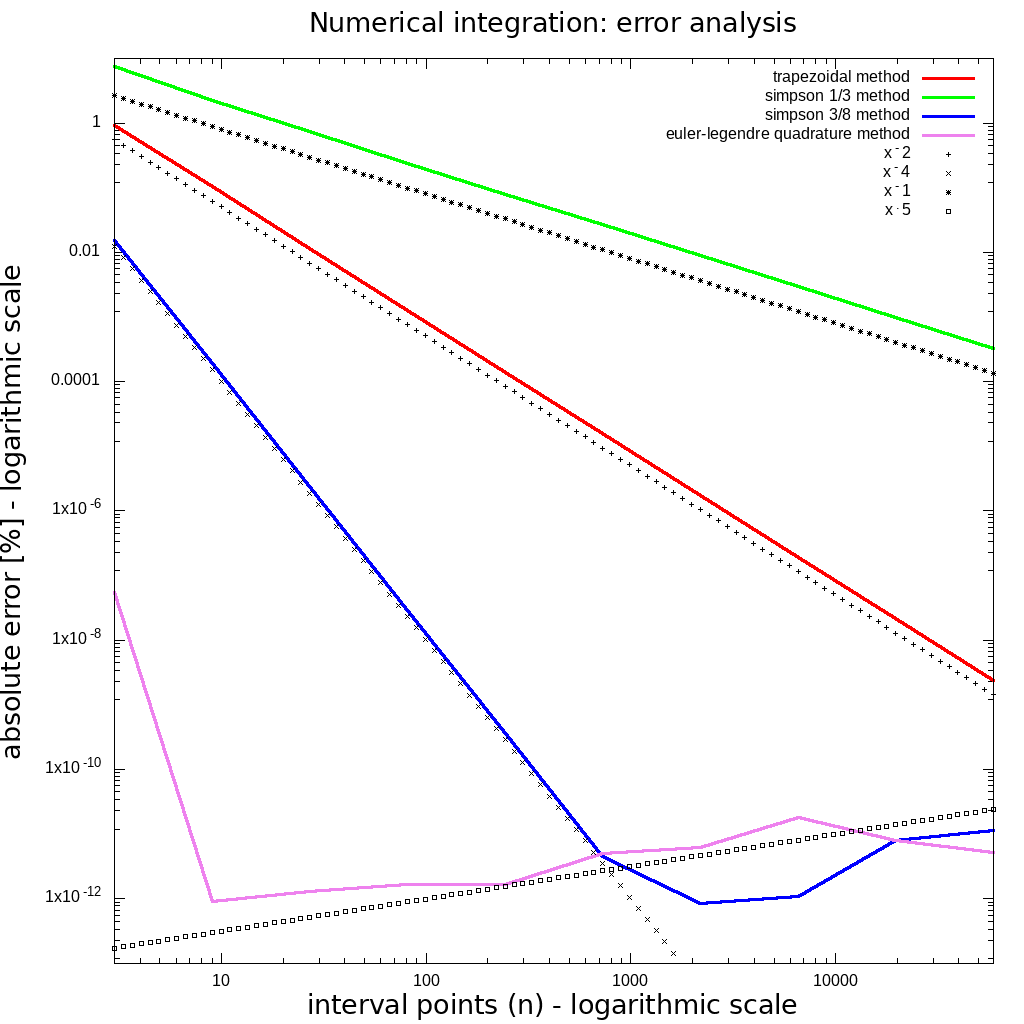 Numerical integration: error analysis
trapezoidal method
simpson 1/3 method
simpson 3/8 method
euler-legendre quadrature method
x⁻2
x⁻4
x⁻1
x·5
1
0.01
0.0001
1x10⁻⁶
1x10⁻⁸
1x10⁻¹⁰
1x10⁻¹²
absolute error [%] - logarithmic scale
10 100 1000 10000
interval points (n) - logarithmic scale